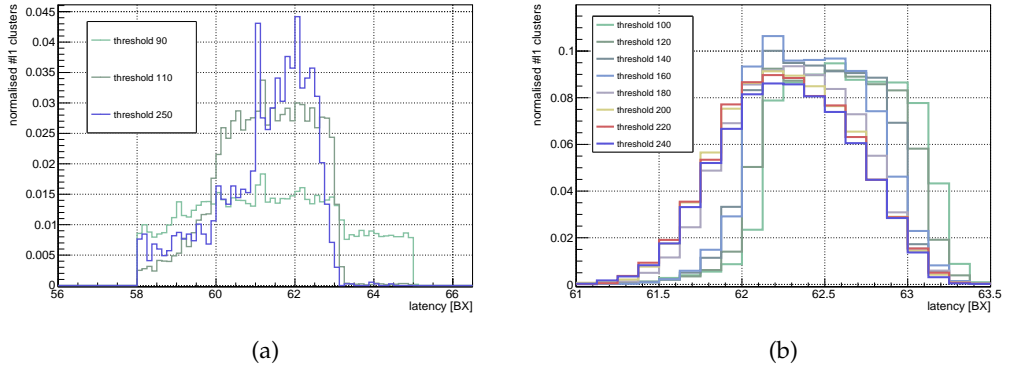 normalised #l1 clusters
0.045
0.04
0.035
0.03
0.025
0.02
0.015
0.01
0.005
0
threshold 90
threshold 110
threshold 250
56 58 60 62 64 66
latency [BX]
(a)
normalised #l1 clusters
0.1
0.08
0.06
0.04
0.02
0
threshold 100
threshold 120
threshold 140
threshold 160
threshold 180
threshold 200
threshold 220
threshold 240
61 61.5 62 62.5 63 63.5
latency [BX]
(b)